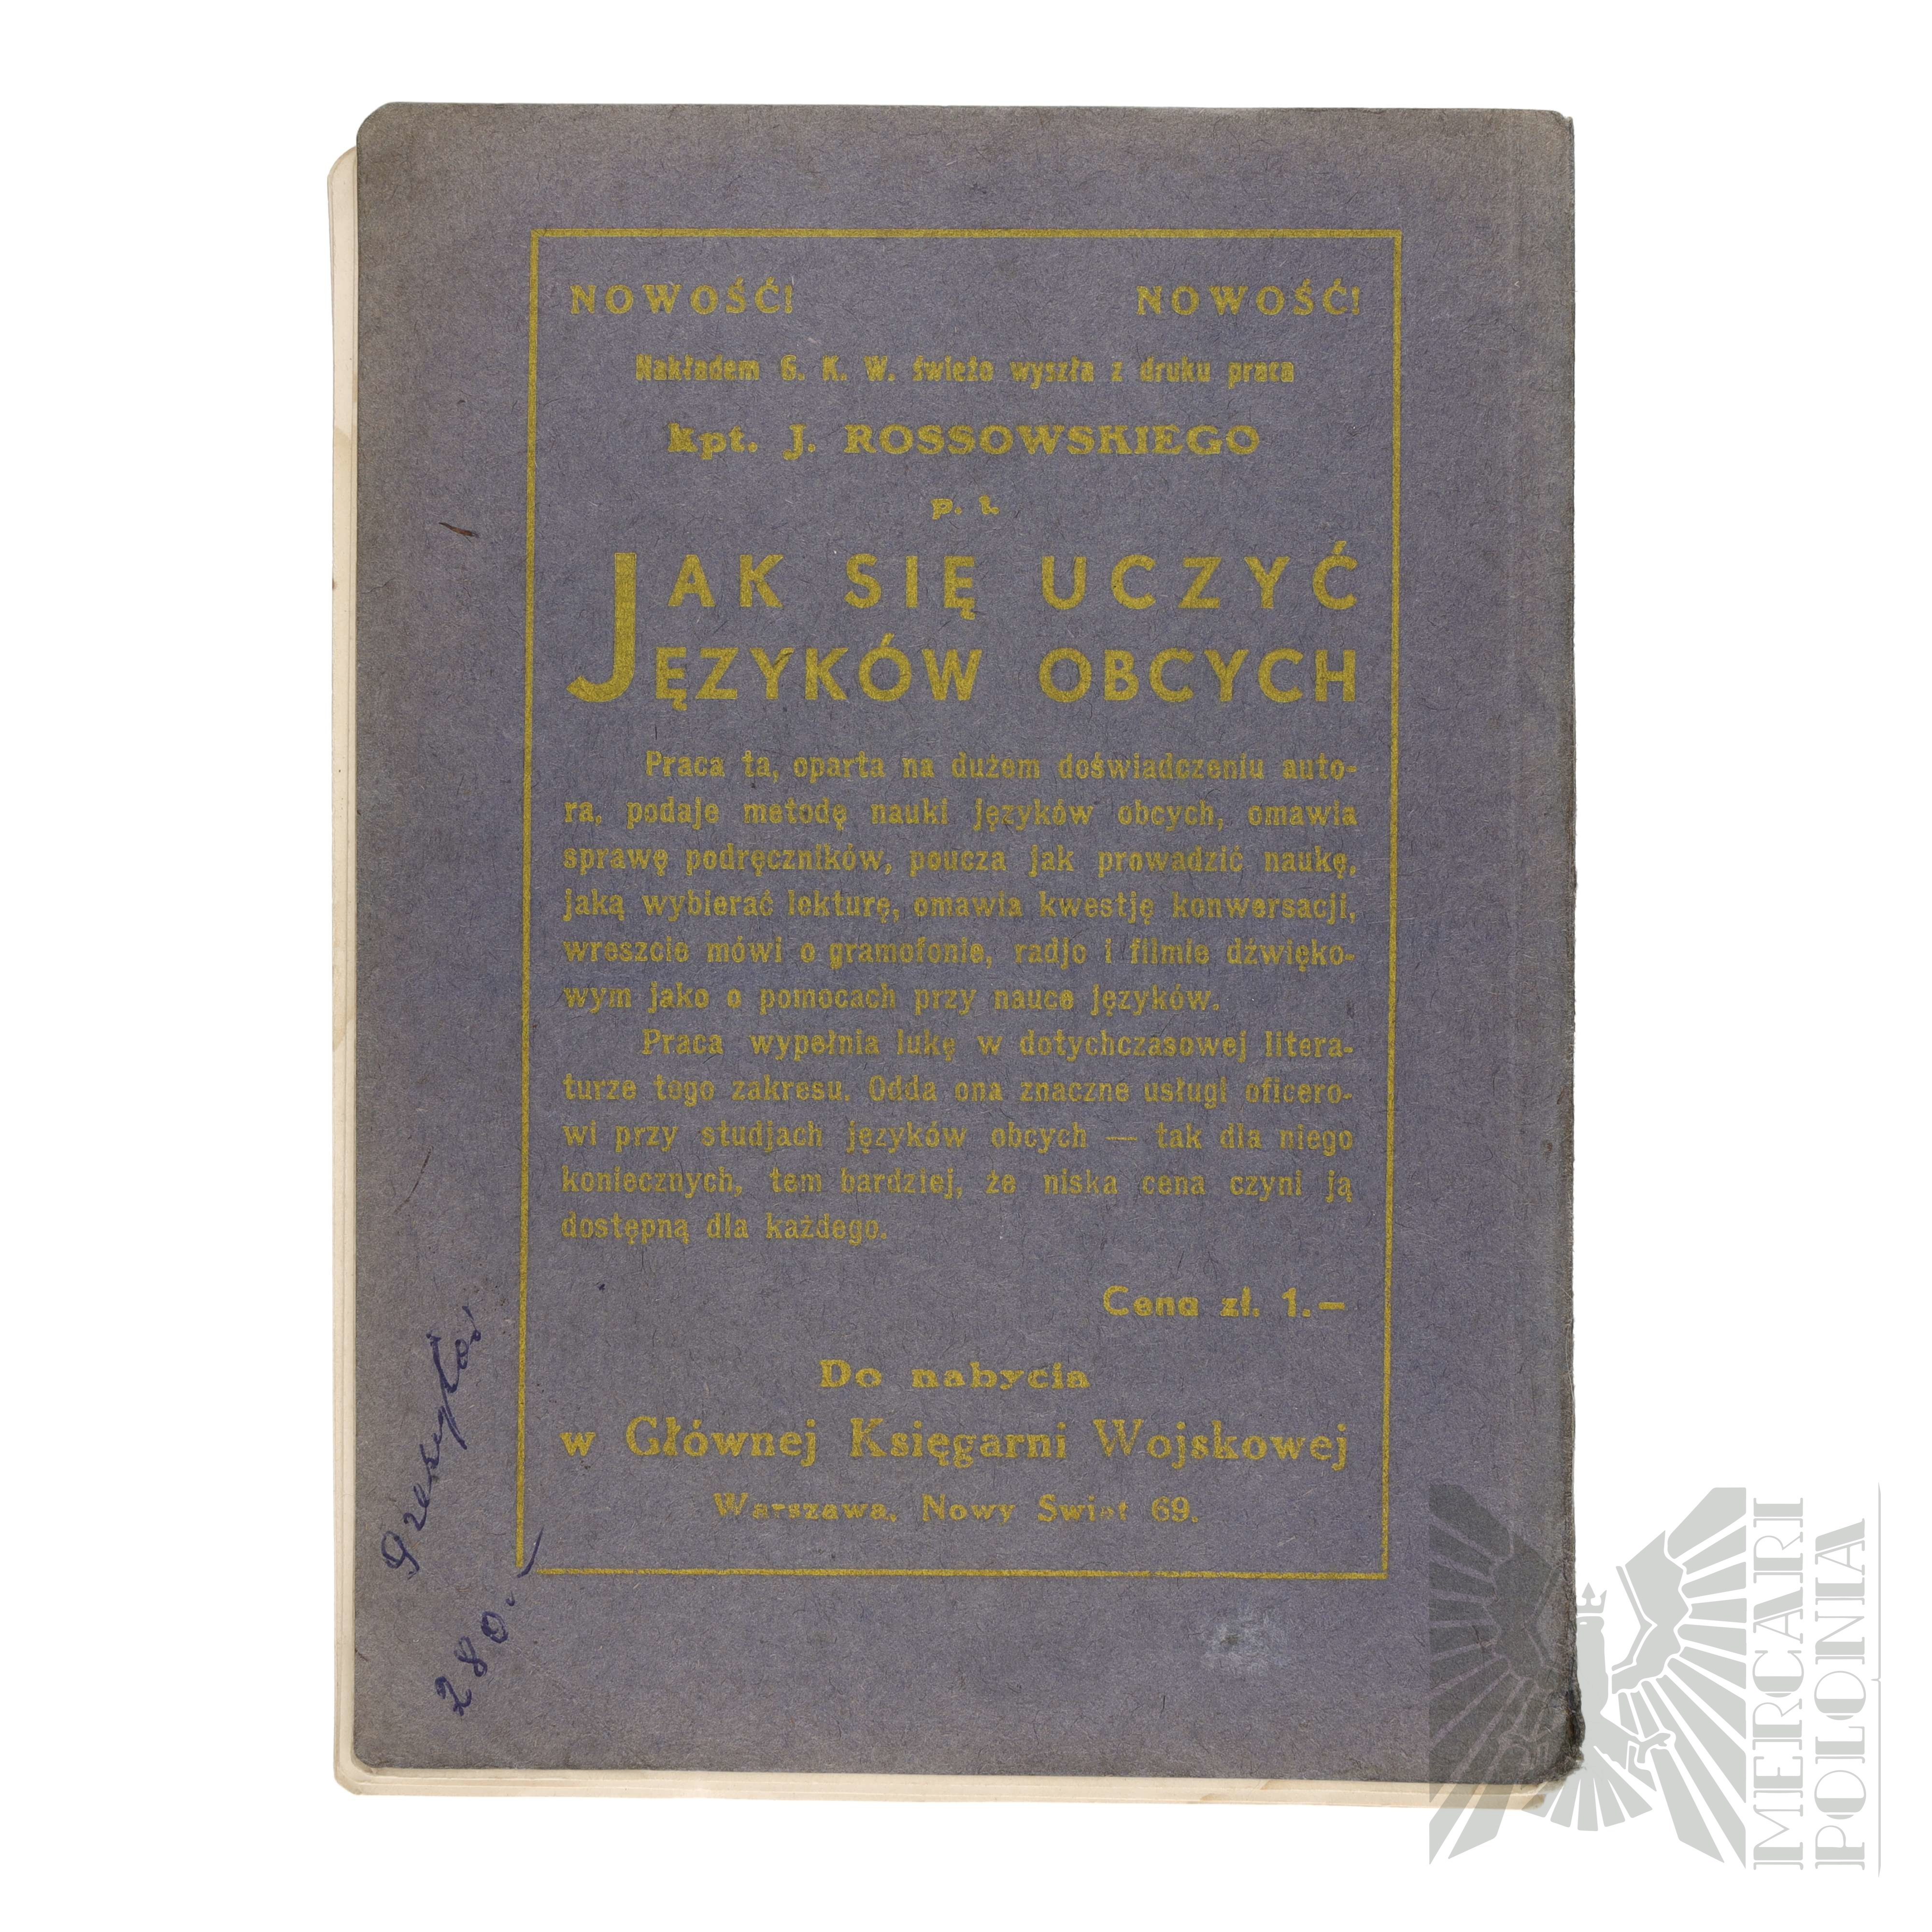 NOWOŚĆ! NOWOŚĆ!
Nakładem G. K. W. świeżo wyszła z druku praca
kpt. J. ROSSOWSKIEGO
p. t.
JAK SIĘ UCZYĆ
JĘZYKÓW OBCYCH
Praca ta, oparta na dużem doświadczeniu auto-
ra, podaje metodę nauki języków obcych, omawia
sprawę podręczników, poucza jak prowadzić naukę,
jaką wybierać lekturę, omawia kwestję konwersacji,
wreszcie mówi o gramofonie, radjo i filmie dźwięko-
wym jako o pomocach przy nauce języków.
Praca wypełnia lukę w dotychczasowej litera-
turze tego zakresu. Odda ona znaczne usługi oficero-
wi przy studjach języków obcych — tak dla niego
koniecznych, tem bardziej, że niska cena czyni ją
dostępną dla każdego.
Cena zł. 1.—
Do nabycia
w Głównej Księgarni Wojskowej
Warszawa, Nowy Świat 69.
280.
MERCARI
POLONIA